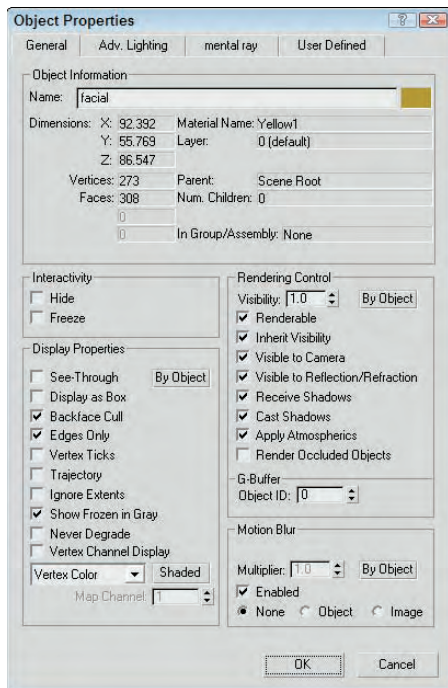 Object Properties
General Adv. Lighting mental ray User Defined
Object Information
Name: facial
Dimensions: X: 92.392 Material Name: Yellow1
Y: 55.769 Layer: 0 (default)
Z: 86.547
Vertices: 273 Parent: Scene Root
Faces: 308 Num. Children: 0
0
0 In Group/Assembly: None
Interactivity
Hide
Freeze
Display Properties
See-Through By Object
Display as Box
Backface Cull
Edges Only
Vertex Ticks
Trajectory
Ignore Extents
Show Frozen in Gray
Never Degrade
Vertex Channel Display
Vertex Color Shaded
Map Channel: 1
Rendering Control
Visibility: 1.0 By Object
Renderable
Inherit Visibility
Visible to Camera
Visible to Reflection/Refraction
Receive Shadows
Cast Shadows
Apply Atmospherics
Render Occluded Objects
G-Buffer
Object ID: 0
Motion Blur
Multiplier: 1.0 By Object
Enabled
None Object Image
OK Cancel